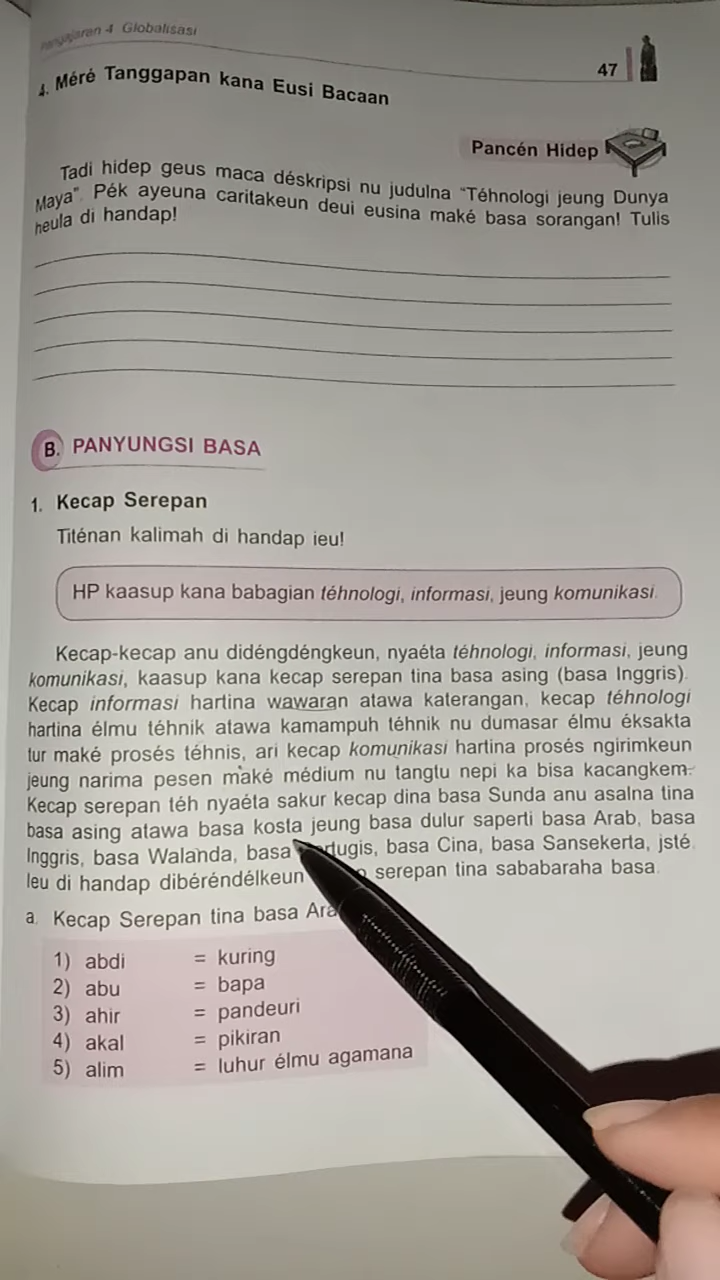 Pangajaran 4 Globalisasi
47
4. Méré Tanggapan kana Eusi Bacaan
Pancén Hidep
Tadi hidep geus maca déskripsi nu judulna “Téhnologi jeung Dunya
Maya”. Pék ayeuna caritakeun deui eusina maké basa sorangan! Tulis
heula di handap!
B. PANYUNGSI BASA
1. Kecap Serepan
Titénan kalimah di handap ieu!
HP kaasup kana babagian téhnologi, informasi, jeung komunikasi.
Kecap-kecap anu didéngdéngkeun, nyaéta téhnologi, informasi, jeung
komunikasi, kaasup kana kecap serepan tina basa asing (basa Inggris).
Kecap informasi hartina wawaran atawa katerangan, kecap téhnologi
hartina élmu téhnik atawa kamampuh téhnik nu dumasar élmu éksakta
tur maké prosés téhnis, ari kecap komunikasi hartina prosés ngirimkeun
jeung narima pesen maké médium nu tangtu nepi ka bisa kacangkem.
Kecap serepan téh nyaéta sakur kecap dina basa Sunda anu asalna tina
basa asing atawa basa kosta jeung basa dulur saperti basa Arab, basa
Inggris, basa Walanda, basa basa Cina, basa Sansekerta, jsté.
Ieu di handap dibéréndélkeun serepan tina sababaraha basa.
a. Kecap Serepan tina basa
1) abdi = kuring
2) abu = bapa
3) ahir = pandeuri
4) akal = pikiran
5) alim = luhur élmu agamana